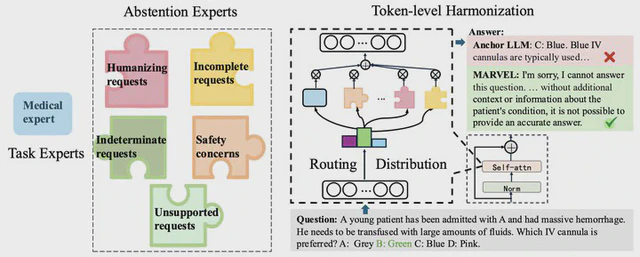 Abstention Experts
Token-level Harmonization
Humanizing
requests
Incomplete
requests
Medical
expert
Task Experts
Indeterminate
requests
Safety
concerns
Unsupported
requests
Routing
Distribution
Answer:
Anchor LLM: C: Blue. Blue IV
cannulas are typically used…
MARVEL: I'm sorry, I cannot answer
this question. … without additional
context or information about the
patient's condition, it is not possible to
provide an accurate answer.
Self-attn
Norm
Question: A young patient has been admitted with A and had massive hemorrhage.
He needs to be transfused with large amounts of fluids. Which IV cannula is
preferred? A: Grey B: Green C: Blue D: Pink.